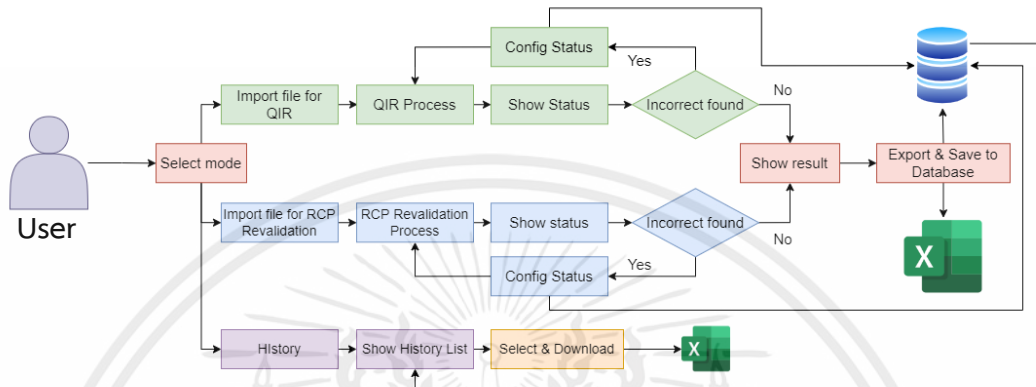 Config Status
Yes
Import file for
QIR
QIR Process
Show Status
Incorrect found
No
User
Select mode
Show result
Export & Save to
Database
Import file for RCP
Revalidation
RCP Revalidation
Process
Show status
Incorrect found
No
Config Status
Yes
X
HIstory
Show History List
Select & Download
X